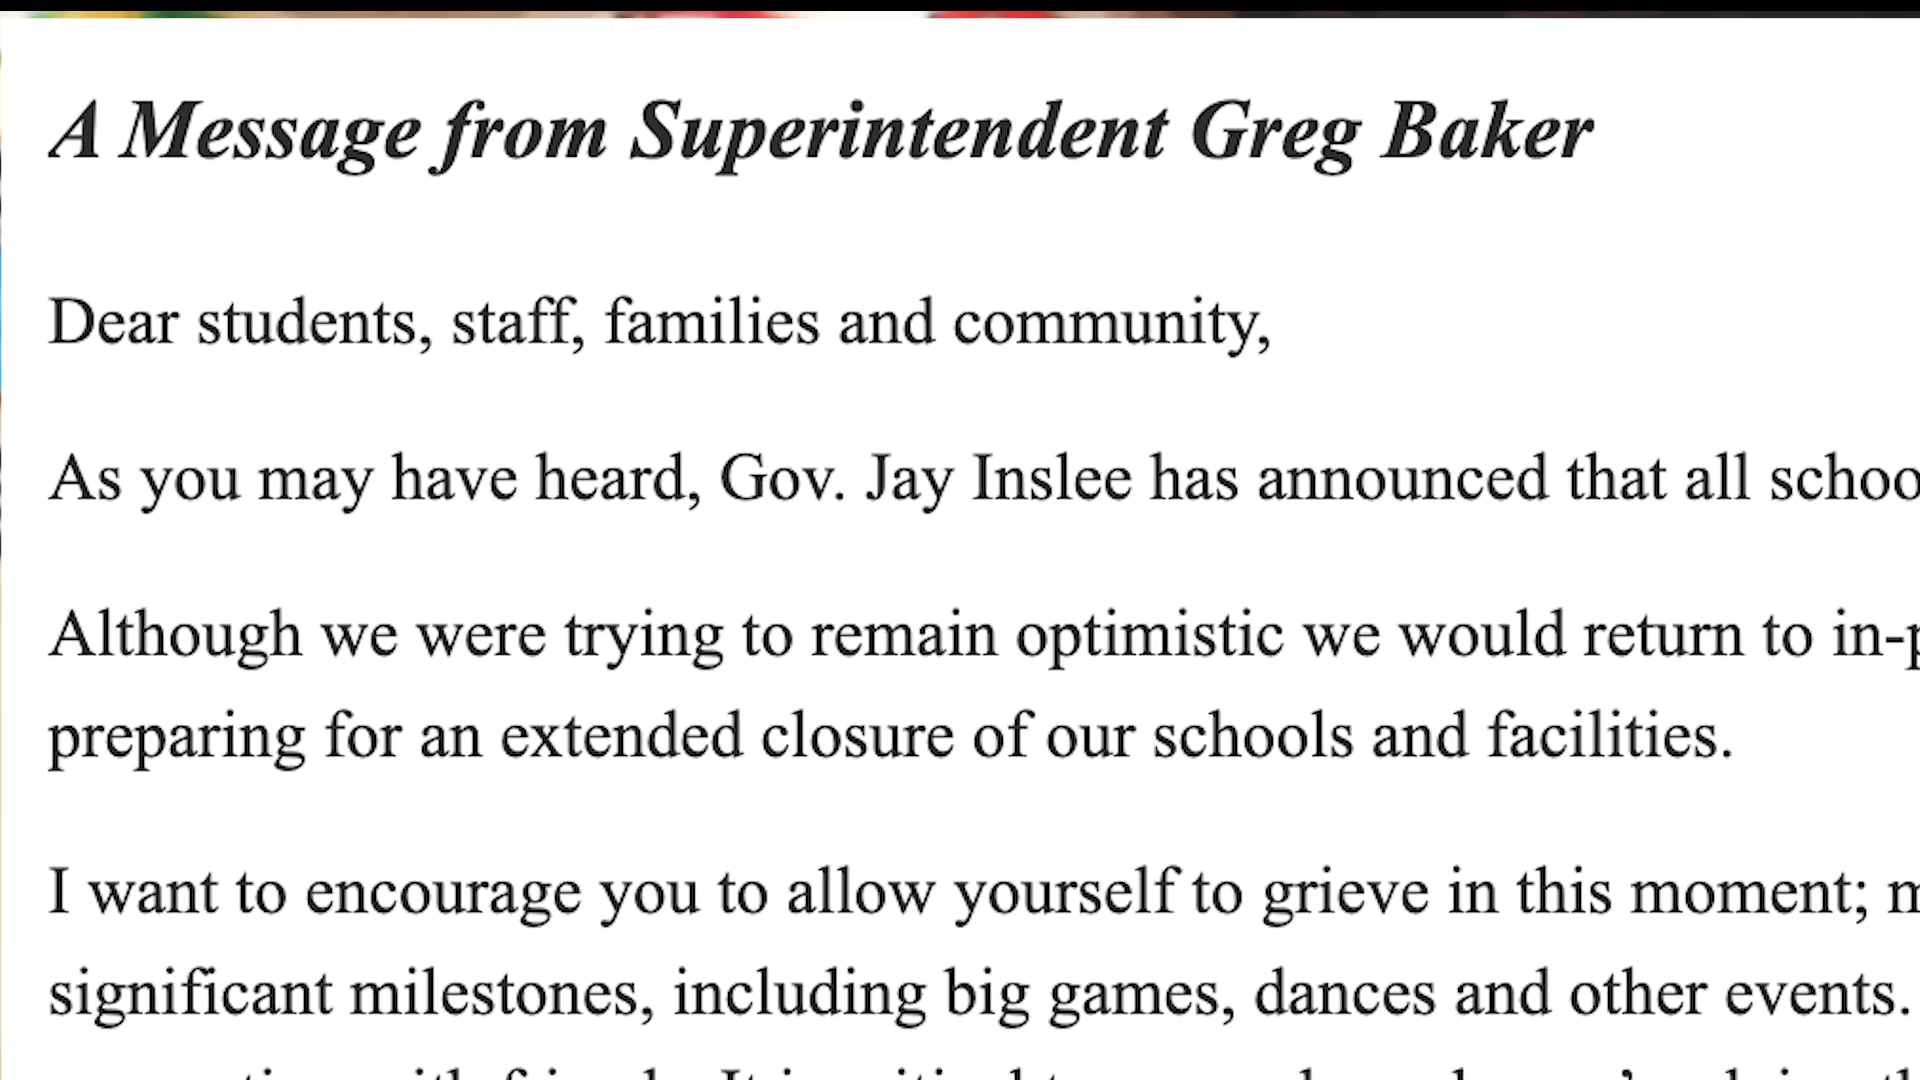 A Message from Superintendent Greg Baker
Dear students, staff, families and community,
As you may have heard, Gov. Jay Inslee has announced that all
Although we were trying to remain optimistic we would return to
preparing for an extended closure of our schools and facilities.
I want to encourage you to allow yourself to grieve in this moment;
significant milestones, including big games, dances and other events.